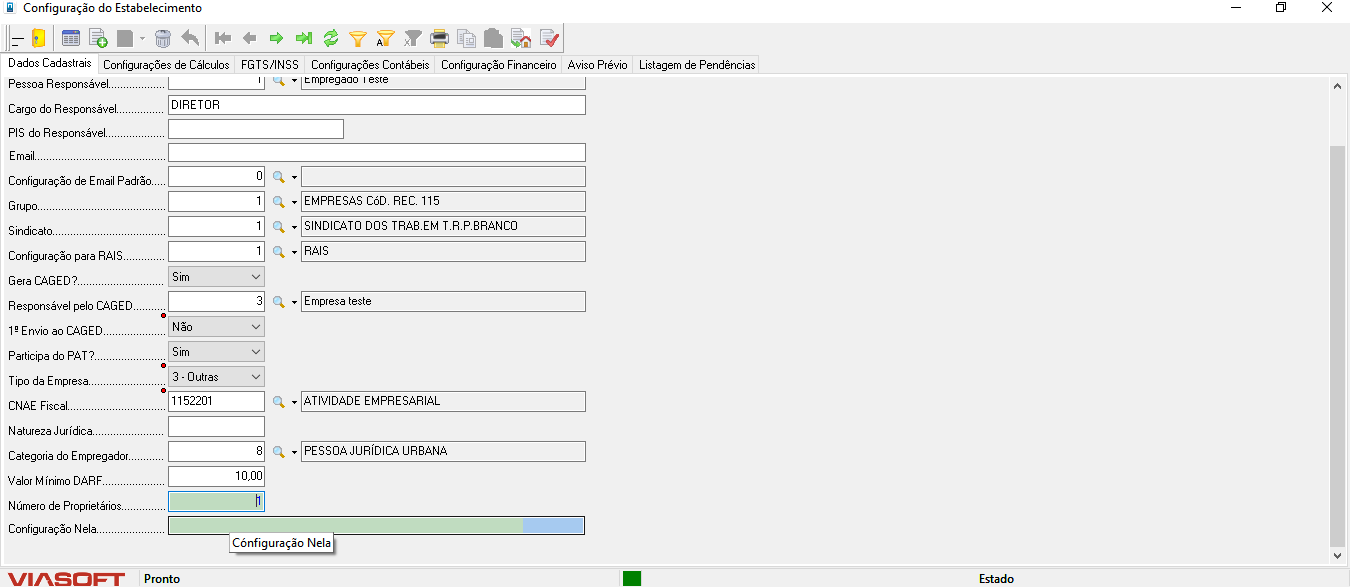 Configuração do Estabelecimento
Dados Cadastrais Configurações de Cálculos FGTS/INSS Configurações Contábeis Configuração Financeiro Aviso Prévio Listagem de Pendências
Pessoa Responsável................... 1 Empregado Teste
Cargo do Responsável............... DIRETOR
PIS do Responsável...................
Email...........................................
Configuração de Email Padrão..... 0
Grupo.......................................... 1 EMPRESAS CóD. REC. 115
Sindicato..................................... 1 SINDICATO DOS TRAB.EM T.R.P.BRANCO
Configuração para RAIS............. 1 RAIS
Gera CAGED?............................ Sim
Responsável pelo CAGED........... 3 Empresa teste
1º Envio ao CAGED.................... Não
Participa do PAT?....................... Sim
Tipo da Empresa......................... 3 - Outras
CNAE Fiscal................................ 1152201 ATIVIDADE EMPRESARIAL
Natureza Jurídica........................
Categoria do Empregador............ 8 PESSOA JURÍDICA URBANA
Valor Mínimo DARF.................... 10,00
Número de Proprietários............... 1
Configuração Nela.......................
Cónfiguração Nela
VIASOFT Pronto Estado